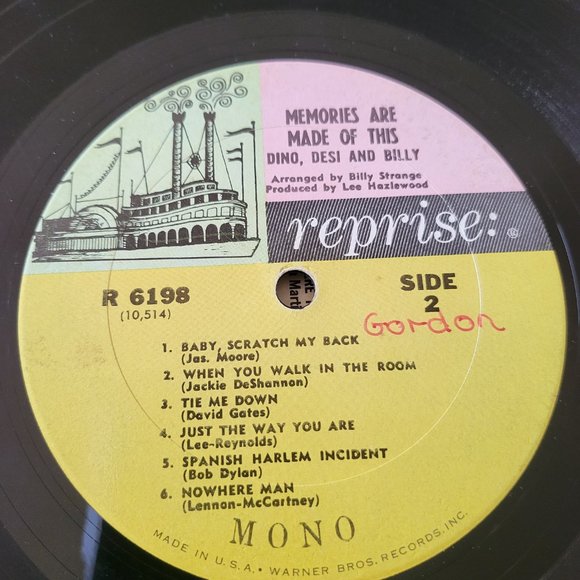 MEMORIES ARE
MADE OF THIS
DINO, DESI AND BILLY
Arranged by Billy Strange
Produced by Lee Hazlewood
reprise: ®
R 6198
(10,514)
SIDE
2
Gordon
1. BABY, SCRATCH MY BACK
(Jas. Moore)
2. WHEN YOU WALK IN THE ROOM
(Jackie DeShannon)
3. TIE ME DOWN
(David Gates)
4. JUST THE WAY YOU ARE
(Lee-Reynolds)
5. SPANISH HARLEM INCIDENT
(Bob Dylan)
6. NOWHERE MAN
(Lennon-McCartney)
MONO
MADE IN U.S.A. • WARNER BROS. RECORDS, INC.